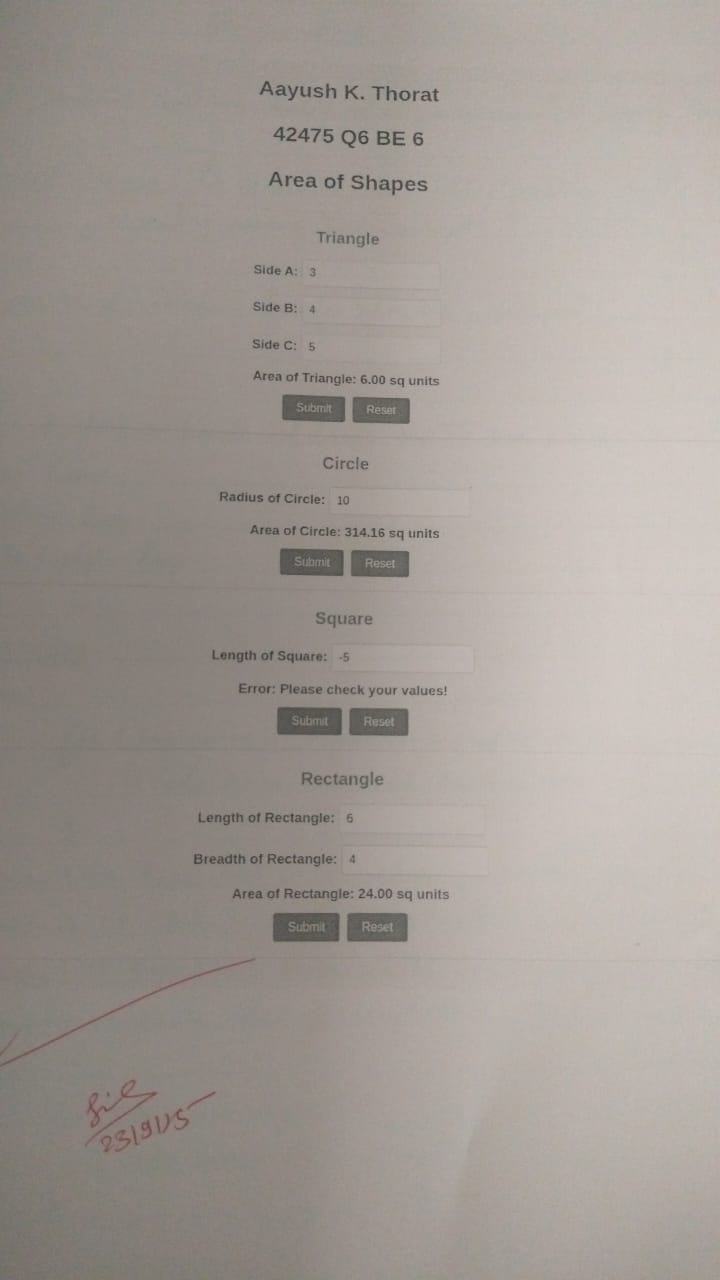 Aayush K. Thorat
42475 Q6 BE 6
Area of Shapes
Triangle
Side A: 3
Side B: 4
Side C: 5
Area of Triangle: 6.00 sq units
Submit Reset
Circle
Radius of Circle: 10
Area of Circle: 314.16 sq units
Submit Reset
Square
Length of Square: -5
Error: Please check your values!
Submit Reset
Rectangle
Length of Rectangle: 6
Breadth of Rectangle: 4
Area of Rectangle: 24.00 sq units
Submit Reset
23/9/25